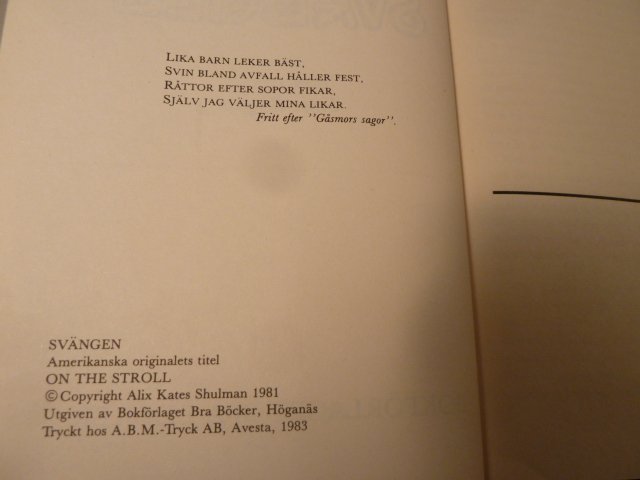 LIKA BARN LEKER BÄST,
SVIN BLAND AVFALL HÅLLER FEST,
RÅTTOR EFTER SOPOR FIKAR,
SJÄLV JAG VÄLJER MINA LIKAR.
Fritt efter "Gåsmors sagor".
SVÄNGEN
Amerikanska originalets titel
ON THE STROLL
© Copyright Alix Kates Shulman 1981
Utgiven av Bokförlaget Bra Böcker, Höganäs
Tryckt hos A.B.M.-Tryck AB, Avesta, 1983